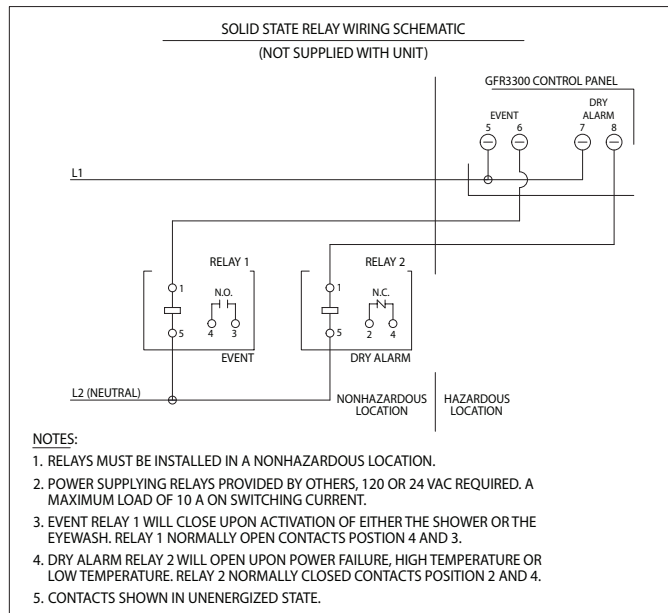 SOLID STATE RELAY WIRING SCHEMATIC
(NOT SUPPLIED WITH UNIT)
GFR3300 CONTROL PANEL
EVENT
DRY
ALARM
5 6 7 8
L1
RELAY 1
RELAY 2
1
N.O.
1
N.C.
5
4 3
5
2 4
EVENT
DRY ALARM
L2 (NEUTRAL)
NONHAZARDOUS
LOCATION
HAZARDOUS
LOCATION
NOTES:
1. RELAYS MUST BE INSTALLED IN A NONHAZARDOUS LOCATION.
2. POWER SUPPLYING RELAYS PROVIDED BY OTHERS, 120 OR 24 VAC REQUIRED. A
MAXIMUM LOAD OF 10 A ON SWITCHING CURRENT.
3. EVENT RELAY 1 WILL CLOSE UPON ACTIVATION OF EITHER THE SHOWER OR THE
EYEWASH. RELAY 1 NORMALLY OPEN CONTACTS POSTION 4 AND 3.
4. DRY ALARM RELAY 2 WILL OPEN UPON POWER FAILURE, HIGH TEMPERATURE OR
LOW TEMPERATURE. RELAY 2 NORMALLY CLOSED CONTACTS POSITION 2 AND 4.
5. CONTACTS SHOWN IN UNENERGIZED STATE.